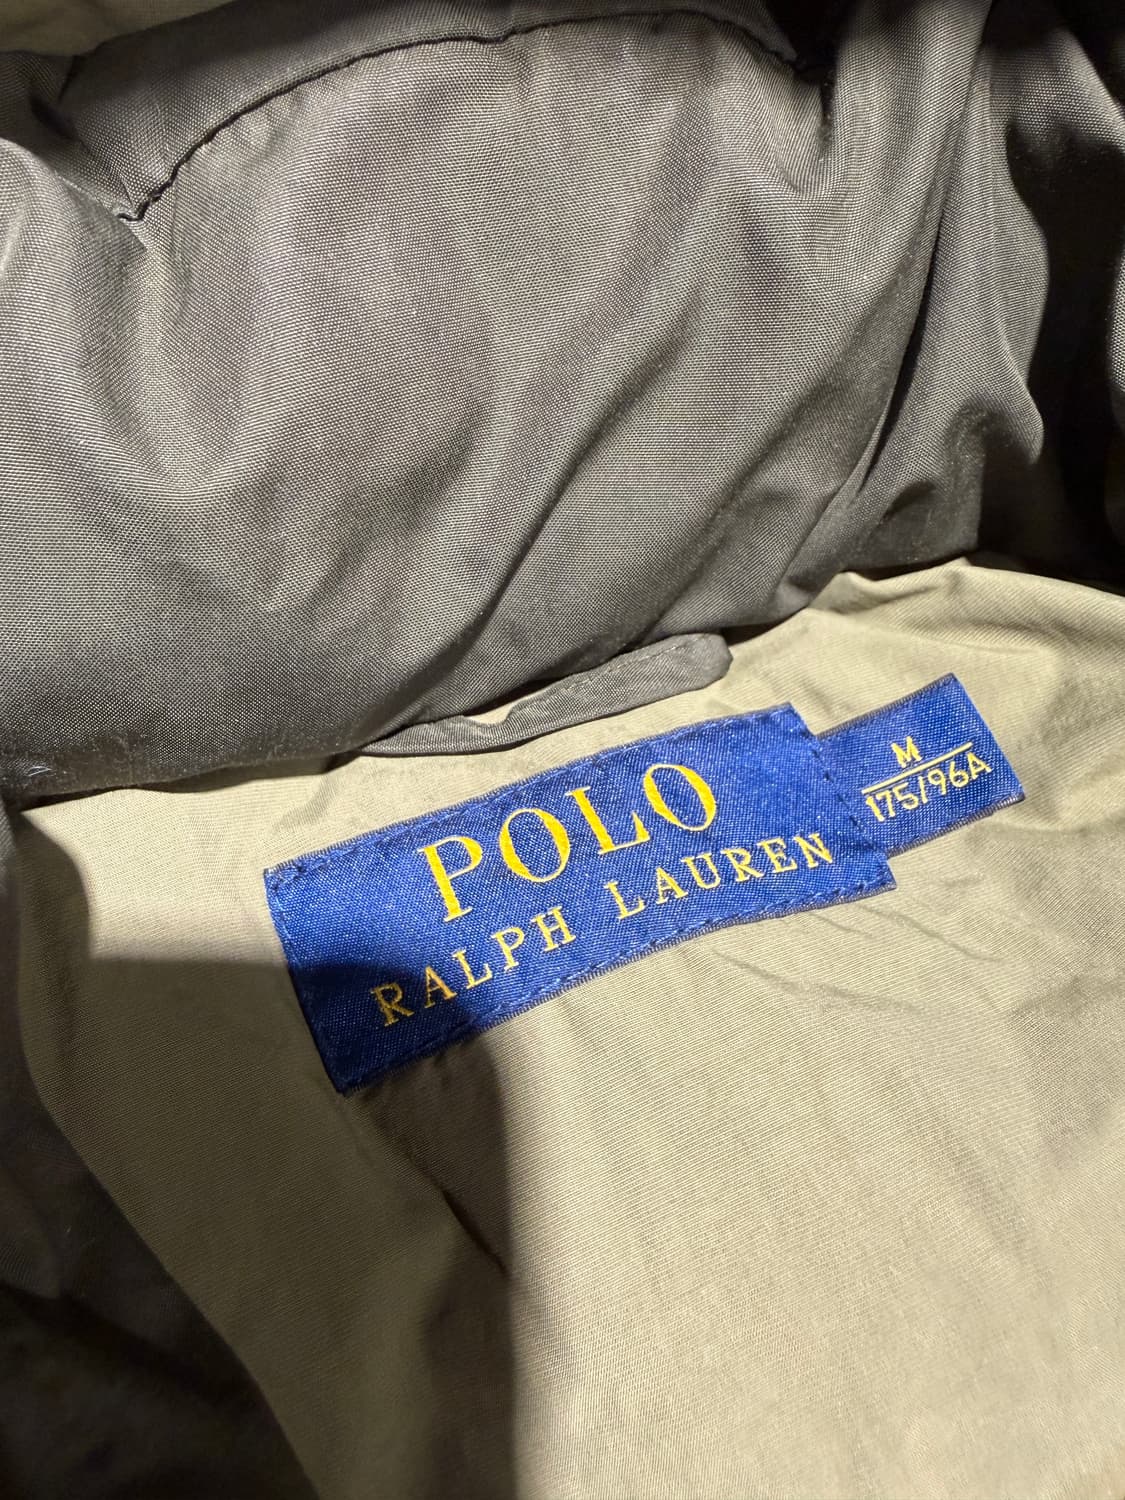 POLO
RALPH LAUREN
M
175/96A